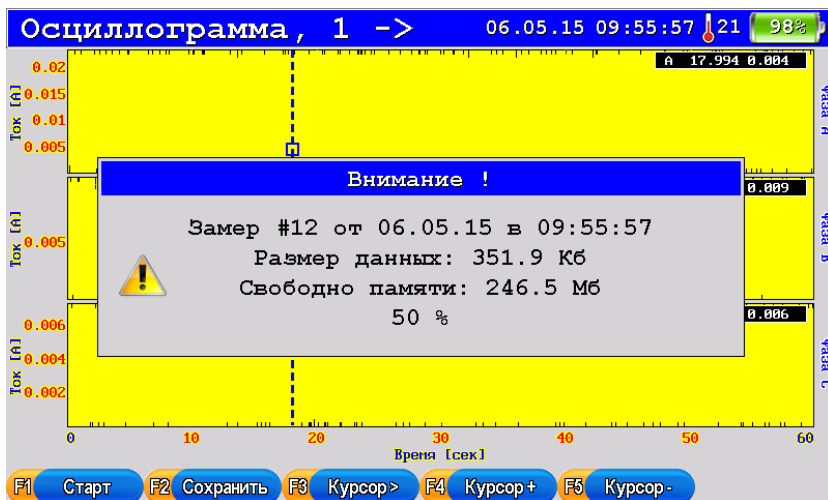 Осциллограмма, 1 -> 06.05.15 09:55:57 21 98%
0.02
0.015
0.01
0.005
Ток [А]
A 17.994 0.004
Фаза А
Внимание !
Замер #12 от 06.05.15 в 09:55:57
Размер данных: 351.9 Кб
Свободно памяти: 246.5 Мб
50 %
0.005
Ток [А]
0.009
Фаза В
0.006
0.004
0.002
Ток [А]
0.006
Фаза С
0 10 20 30 40 50 60
Время [сек]
F1 Старт F2 Сохранить F3 Курсор> F4 Курсор+ F5 Курсор-